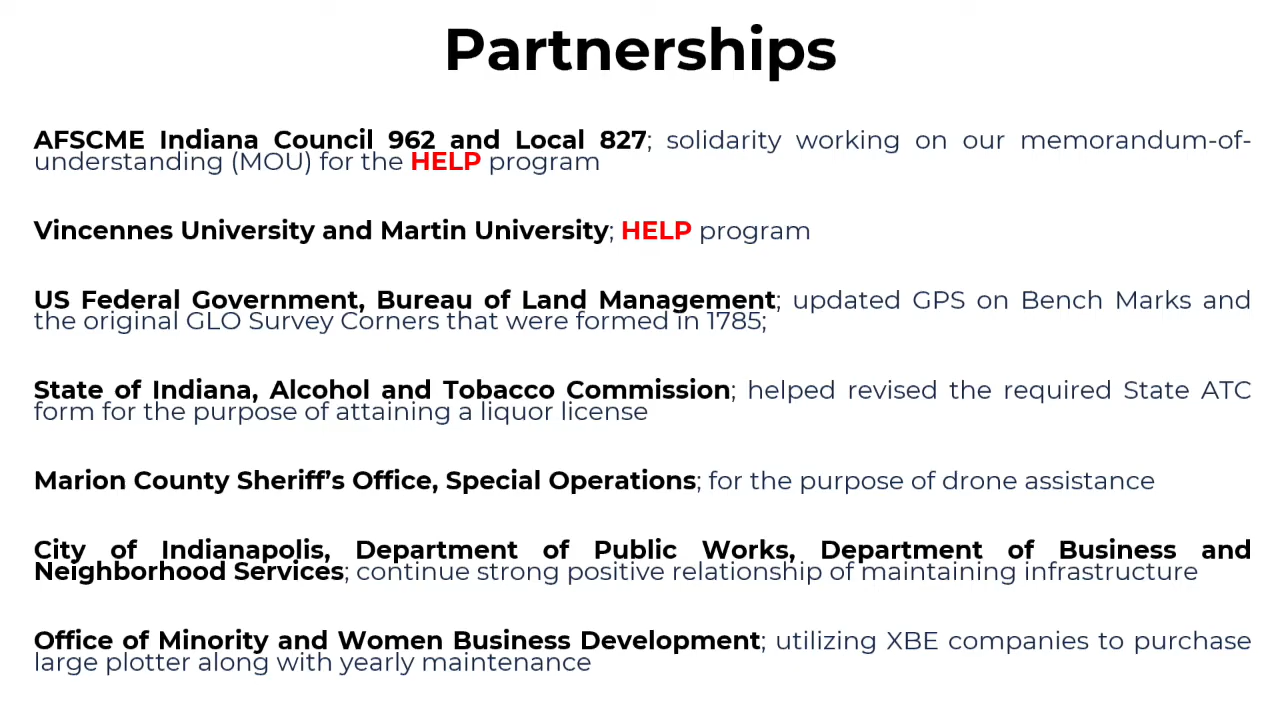 Partnerships
AFSCME Indiana Council 962 and Local 827; solidarity working on our memorandum-of-
understanding (MOU) for the HELP program
Vincennes University and Martin University; HELP program
US Federal Government, Bureau of Land Management; updated GPS on Bench Marks and
the original GLO Survey Corners that were formed in 1785;
State of Indiana, Alcohol and Tobacco Commission; helped revised the required State ATC
form for the purpose of attaining a liquor license
Marion County Sheriff’s Office, Special Operations; for the purpose of drone assistance
City of Indianapolis, Department of Public Works, Department of Business and
Neighborhood Services; continue strong positive relationship of maintaining infrastructure
Office of Minority and Women Business Development; utilizing XBE companies to purchase
large plotter along with yearly maintenance